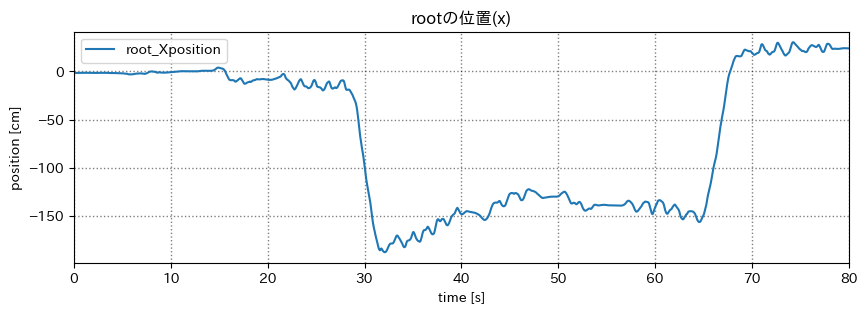 rootの位置(x)
root_Xposition
position [cm]
0
−50
−100
−150
0 10 20 30 40 50 60 70 80
time [s]